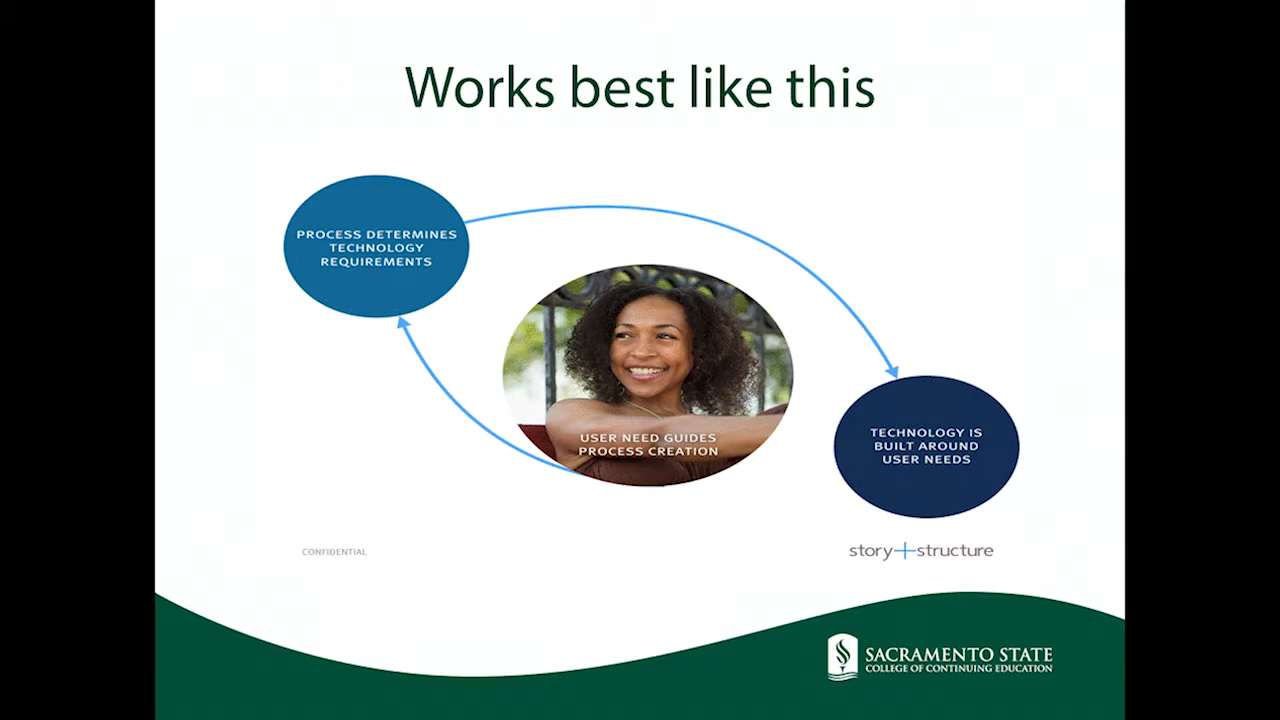 Works best like this
PROCESS DETERMINES
TECHNOLOGY
REQUIREMENTS
USER NEED GUIDES
PROCESS CREATION
TECHNOLOGY IS
BUILT AROUND
USER NEEDS
CONFIDENTIAL
story+structure
SACRAMENTO STATE
COLLEGE OF CONTINUING EDUCATION